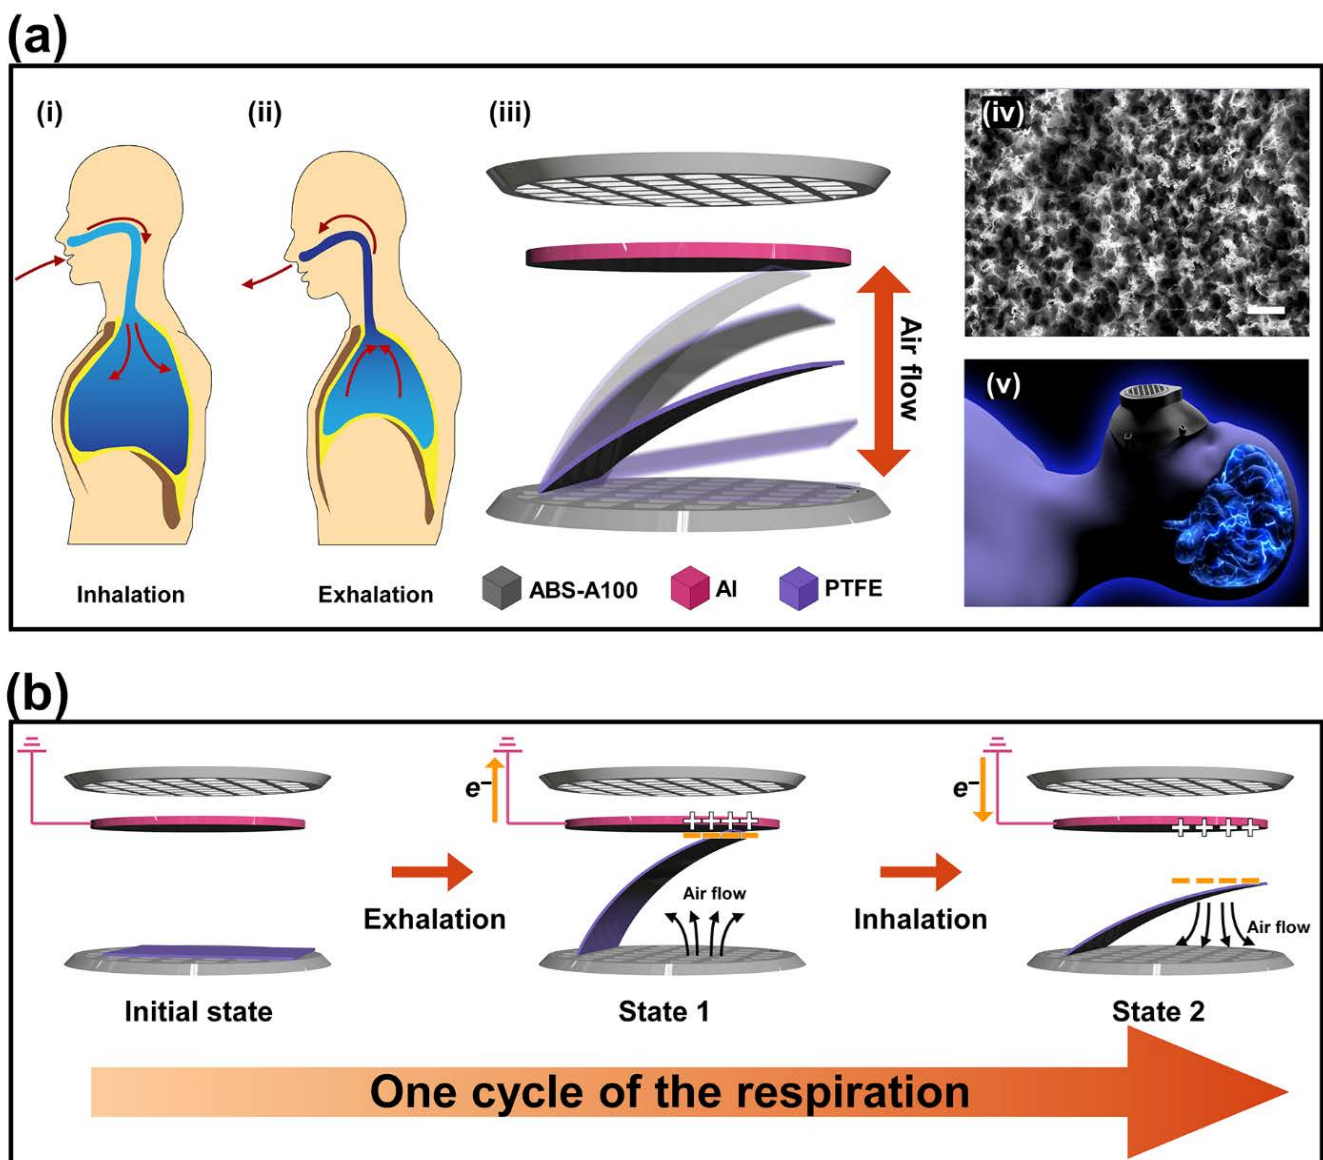 (a)
(i)
(ii)
(iii)
(iv)
Air flow
(v)
Inhalation
Exhalation
ABS-A100
Al
PTFE
(b)
e⁻
e⁻
+ + + +
+ + + +
Exhalation
Air flow
Inhalation
Air flow
Initial state
State 1
State 2
One cycle of the respiration